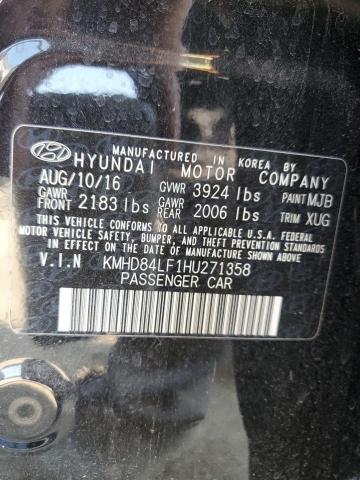 MANUFACTURED IN KOREA BY
HYUNDAI MOTOR COMPANY
AUG/10/16 GVWR 3924 lbs PAINT MJB
GAWR FRONT 2183 lbs GAWR REAR 2006 lbs TRIM XUG
THIS VEHICLE CONFORMS TO ALL APPLICABLE U.S.A. FEDERAL
MOTOR VEHICLE SAFETY, BUMPER, AND THEFT PREVENTION STANDARDS
IN EFFECT ON THE DATE OF MANUFACTURE SHOWN ABOVE.
V.I.N KMHD84LF1HU271358
PASSENGER CAR